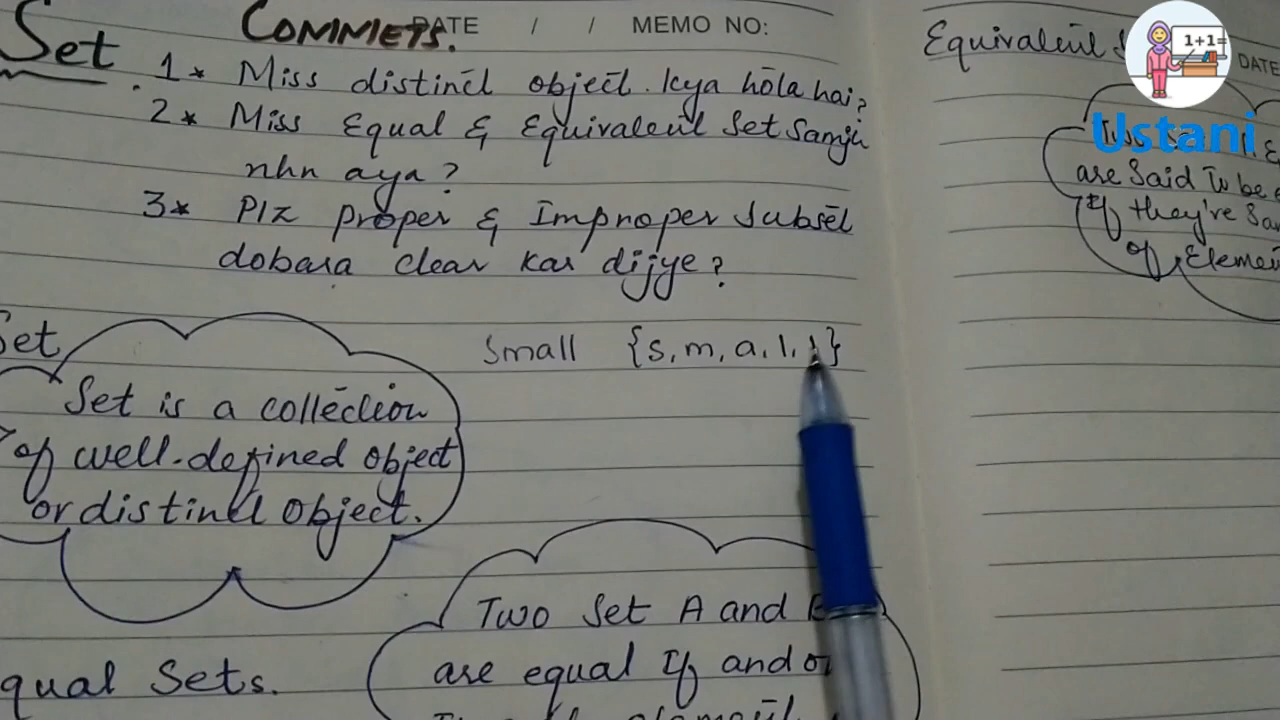 Set
COMMETS.
DATE / / MEMO NO:
1* Miss distinct object. kya hota hai?
2* Miss Equal & Equivalent Set Samjh
nhn aya?
3* Plz proper & Improper Subset
dobara clear kar dijye?
Set
Small {s, m, a, l, l}
Set is a collection
of well-defined object
or distinct object.
Two Set A and B
are equal If and
qual Sets.
Equivalent S
DATE
1+1=
Ustani
are Said to be
If they're Sa
of Eleme